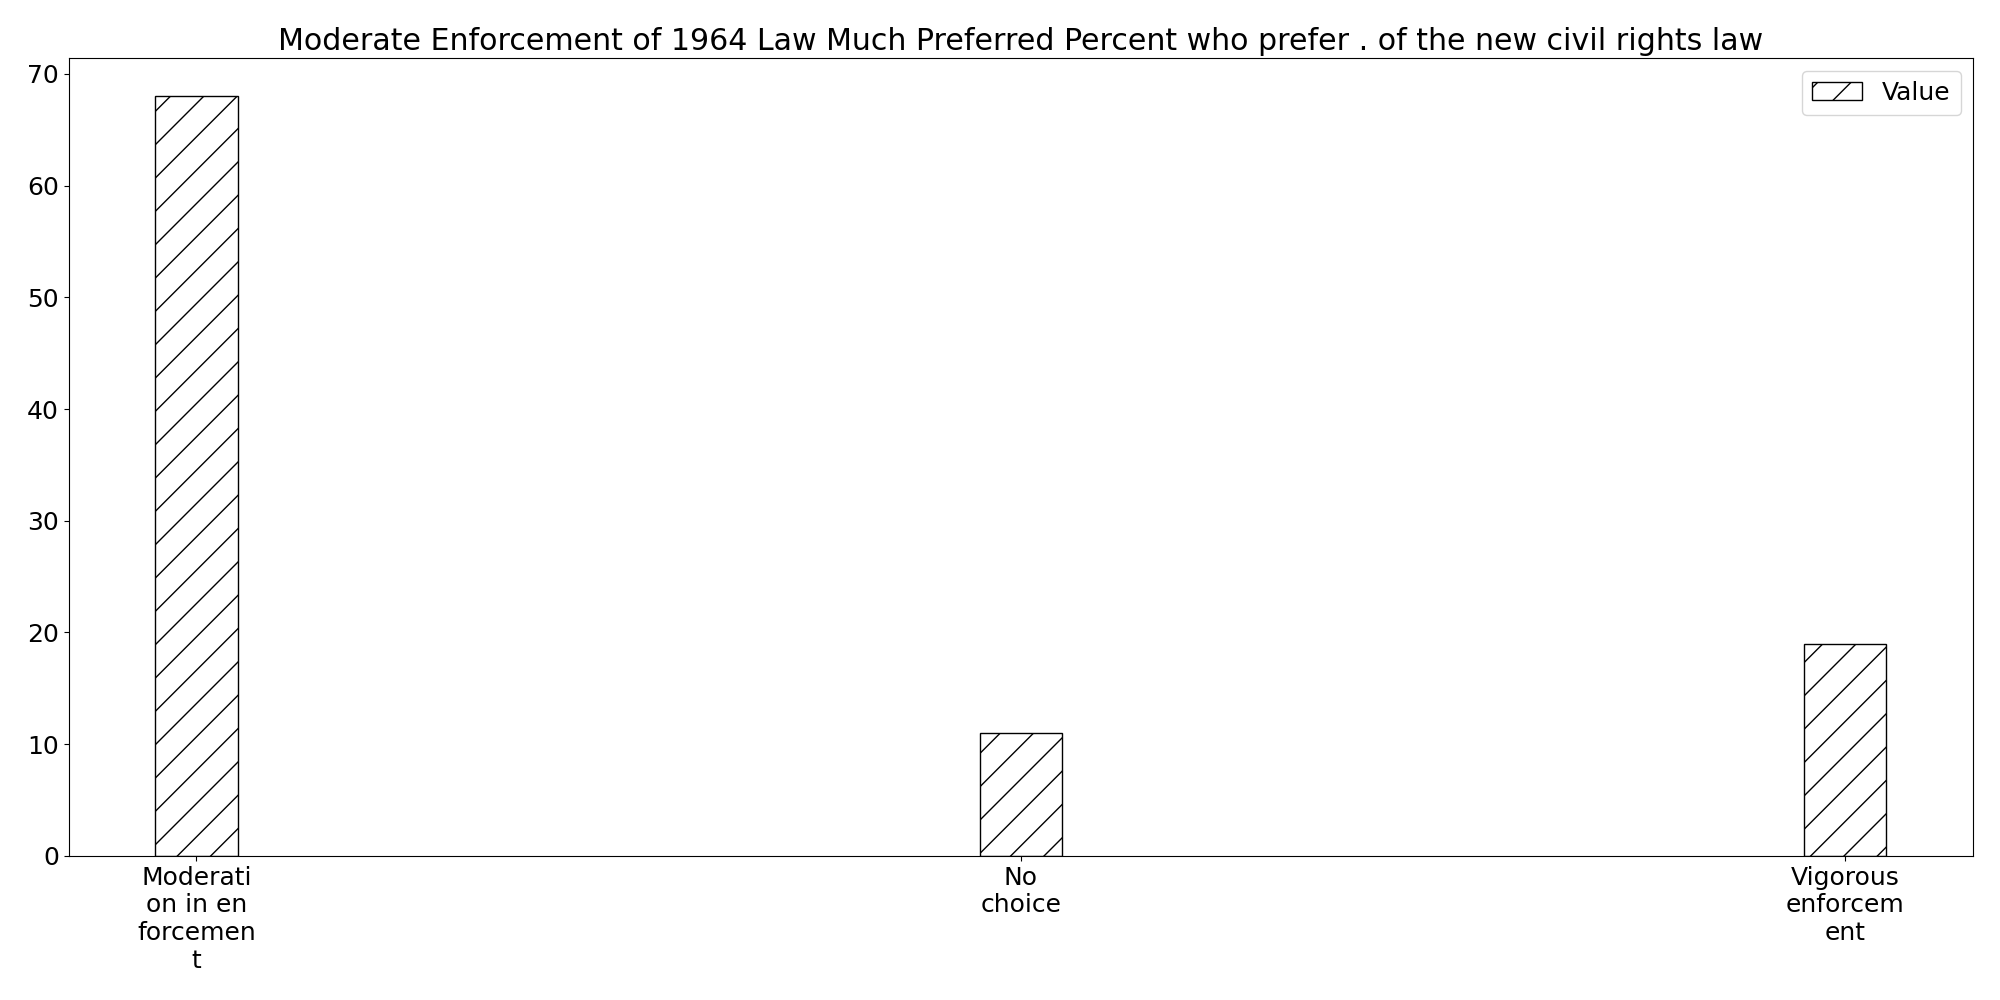 Moderate Enforcement of 1964 Law Much Preferred Percent who prefer . of the new civil rights law
Value
70
60
50
40
30
20
10
0
Moderati
on in en
forcemen
t
No
choice
Vigorous
enforcem
ent